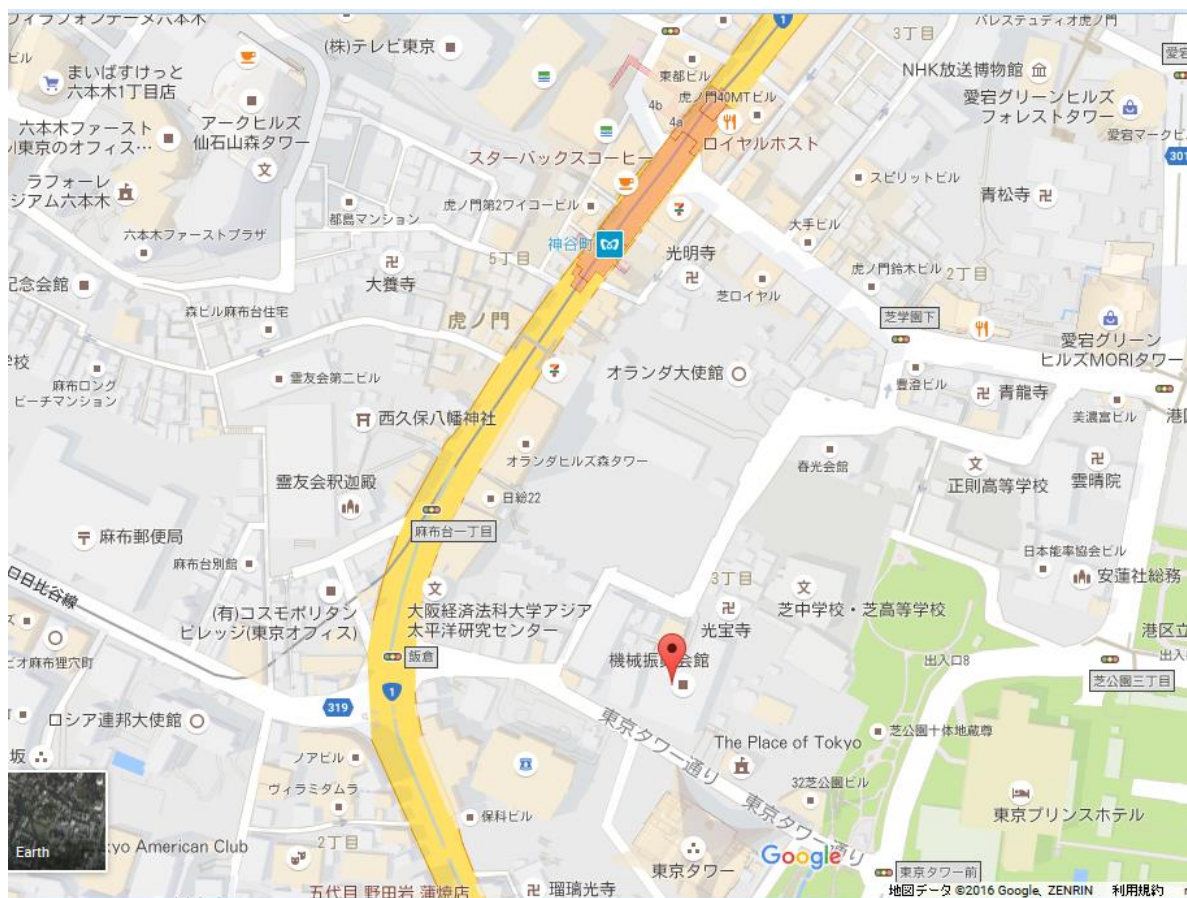 フィラフォンテーヌ六本木
ビル
(株)テレビ東京
東都ビル
3丁目
パレステュディオ虎ノ門
1
NHK放送博物館
愛宕
まいばすけっと
六本木1丁目店
4b
虎ノ門40MTビル
4a
愛宕グリーンヒルズ
フォレストタワー
六本木ファースト
東京のオフィス…
アークヒルズ
仙石山森タワー
スターバックスコーヒー
ロイヤルホスト
愛宕マークビ
301
ラフォーレ
ジアム六本木
都島マンション
虎ノ門第2ワイコービル
スピリットビル
青松寺
大手ビル
六本木ファーストプラザ
神谷町
5丁目
光明寺
大養寺
虎ノ門鈴木ビル
2丁目
記念会館
芝ロイヤル
森ビル麻布台住宅
虎ノ門
芝学園下
愛宕グリーン
ヒルズMORIタワー
学校
麻布ロング
ビーチマンション
霊友会第二ビル
オランダ大使館
豊澄ビル
青龍寺
美濃富ビル
港区
西久保八幡神社
オランダヒルズ森タワー
春光会館
正則高等学校
雲晴院
霊友会釈迦殿
日総22
麻布台一丁目
麻布郵便局
麻布台別館
日本能率協会ビル
安蓮社総務
日日比谷線
3丁目
(有)コスモポリタン
ビレッジ(東京オフィス)
大阪経済法科大学アジア
太平洋研究センター
光宝寺
芝中学校・芝高等学校
港区立
飯倉
機械振 会館
出入口8
出入
芝公園三丁目
ビオ麻布狸穴町
1
319
ロシア連邦大使館
東京タワー通り
The Place of Tokyo
芝公園十体地蔵尊
坂
ノアビル
ヴィラミダムラ
32芝公園ビル
東京プリンスホテル
保科ビル
東京タワー通り
2丁目
Earth
kyo American Club
東京タワー
Google
東京タワー前
五代目 野田岩 蒲焼店
瑠璃光寺
地図データ ©2016 Google, ZENRIN
利用規約